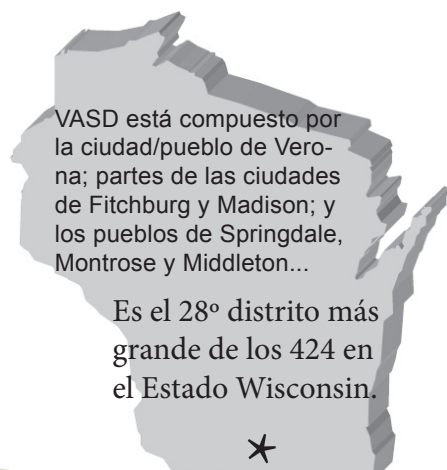 VASD está compuesto por
la ciudad/pueblo de Vero-
na; partes de las ciudades
de Fitchburg y Madison; y
los pueblos de Springdale,
Montrose y Middleton...
Es el 28º distrito más
grande de los 424 en
el Estado Wisconsin.